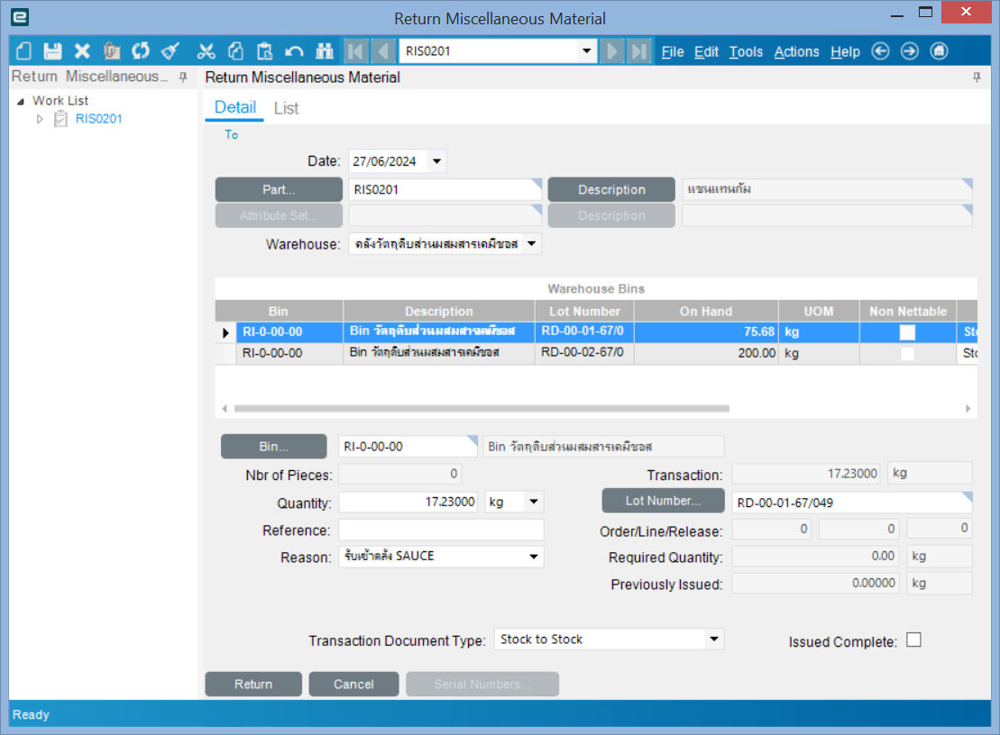 Return Miscellaneous Material
RIS0201 File Edit Tools Actions Help
Return Miscellaneous...
Work List
RIS0201
Return Miscellaneous Material
Detail List
To
Date: 27/06/2024
Part... RIS0201 Description แซนแทนกัม
Attribute Set... Description
Warehouse: คลังวัตถุดิบส่วนผสมสารเคมีซอส
Warehouse Bins
Bin Description Lot Number On Hand UOM Non Nettable
RI-0-00-00 Bin วัตถุดิบส่วนผสมสารเคมีซอส RD-00-01-67/0 75.68 kg Sto
RI-0-00-00 Bin วัตถุดิบส่วนผสมสารเคมีซอส RD-00-02-67/0 200.00 kg Sto
Bin... RI-0-00-00 Bin วัตถุดิบส่วนผสมสารเคมีซอส
Nbr of Pieces: 0 Transaction: 17.23000 kg
Quantity: 17.23000 kg Lot Number... RD-00-01-67/049
Reference: Order/Line/Release: 0 0 0
Reason: รับเข้าคลัง SAUCE Required Quantity: 0.00 kg
Previously Issued: 0.00000 kg
Transaction Document Type: Stock to Stock Issued Complete:
Return Cancel Serial Numbers...
Ready